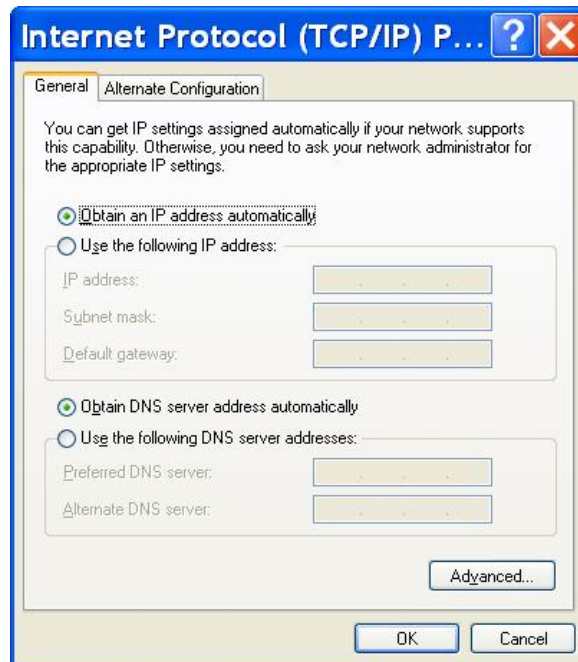 Internet Protocol (TCP/IP) P... ?
General Alternate Configuration
You can get IP settings assigned automatically if your network supports
this capability. Otherwise, you need to ask your network administrator for
the appropriate IP settings.
Obtain an IP address automatically
Use the following IP address:
IP address:
Subnet mask:
Default gateway:
Obtain DNS server address automatically
Use the following DNS server addresses:
Preferred DNS server:
Alternate DNS server:
Advanced...
OK Cancel